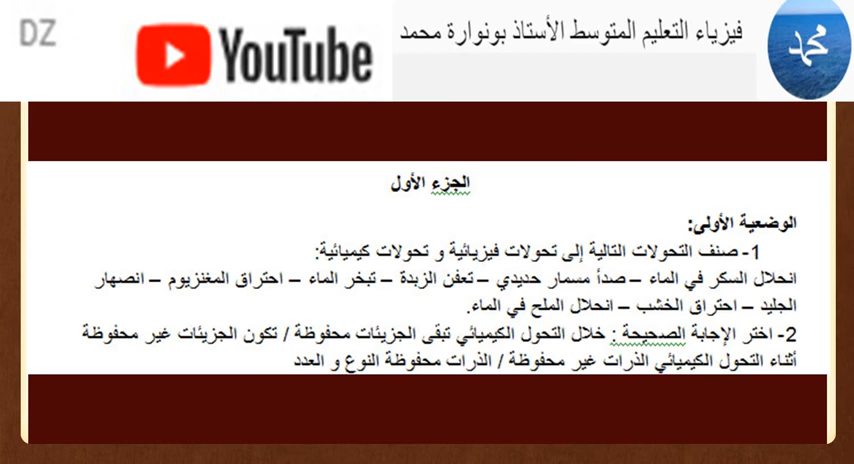 DZ
YouTube
فيزياء التعليم المتوسط الأستاذ بونوارة محمد
محمد
الجزء الأول
الوضعية الأولى:
1- صنف التحولات التالية إلى تحولات فيزيائية و تحولات كيميائية:
انحلال السكر في الماء – صدأ مسمار حديدي – تعفن الزبدة – تبخر الماء – احتراق المغنزيوم – انصهار
الجليد – احتراق الخشب – انحلال الملح في الماء.
2- اختر الإجابة الصحيحة : خلال التحول الكيميائي تبقى الجزيئات محفوظة / تكون الجزيئات غير محفوظة
أثناء التحول الكيميائي الذرات غير محفوظة / الذرات محفوظة النوع و العدد